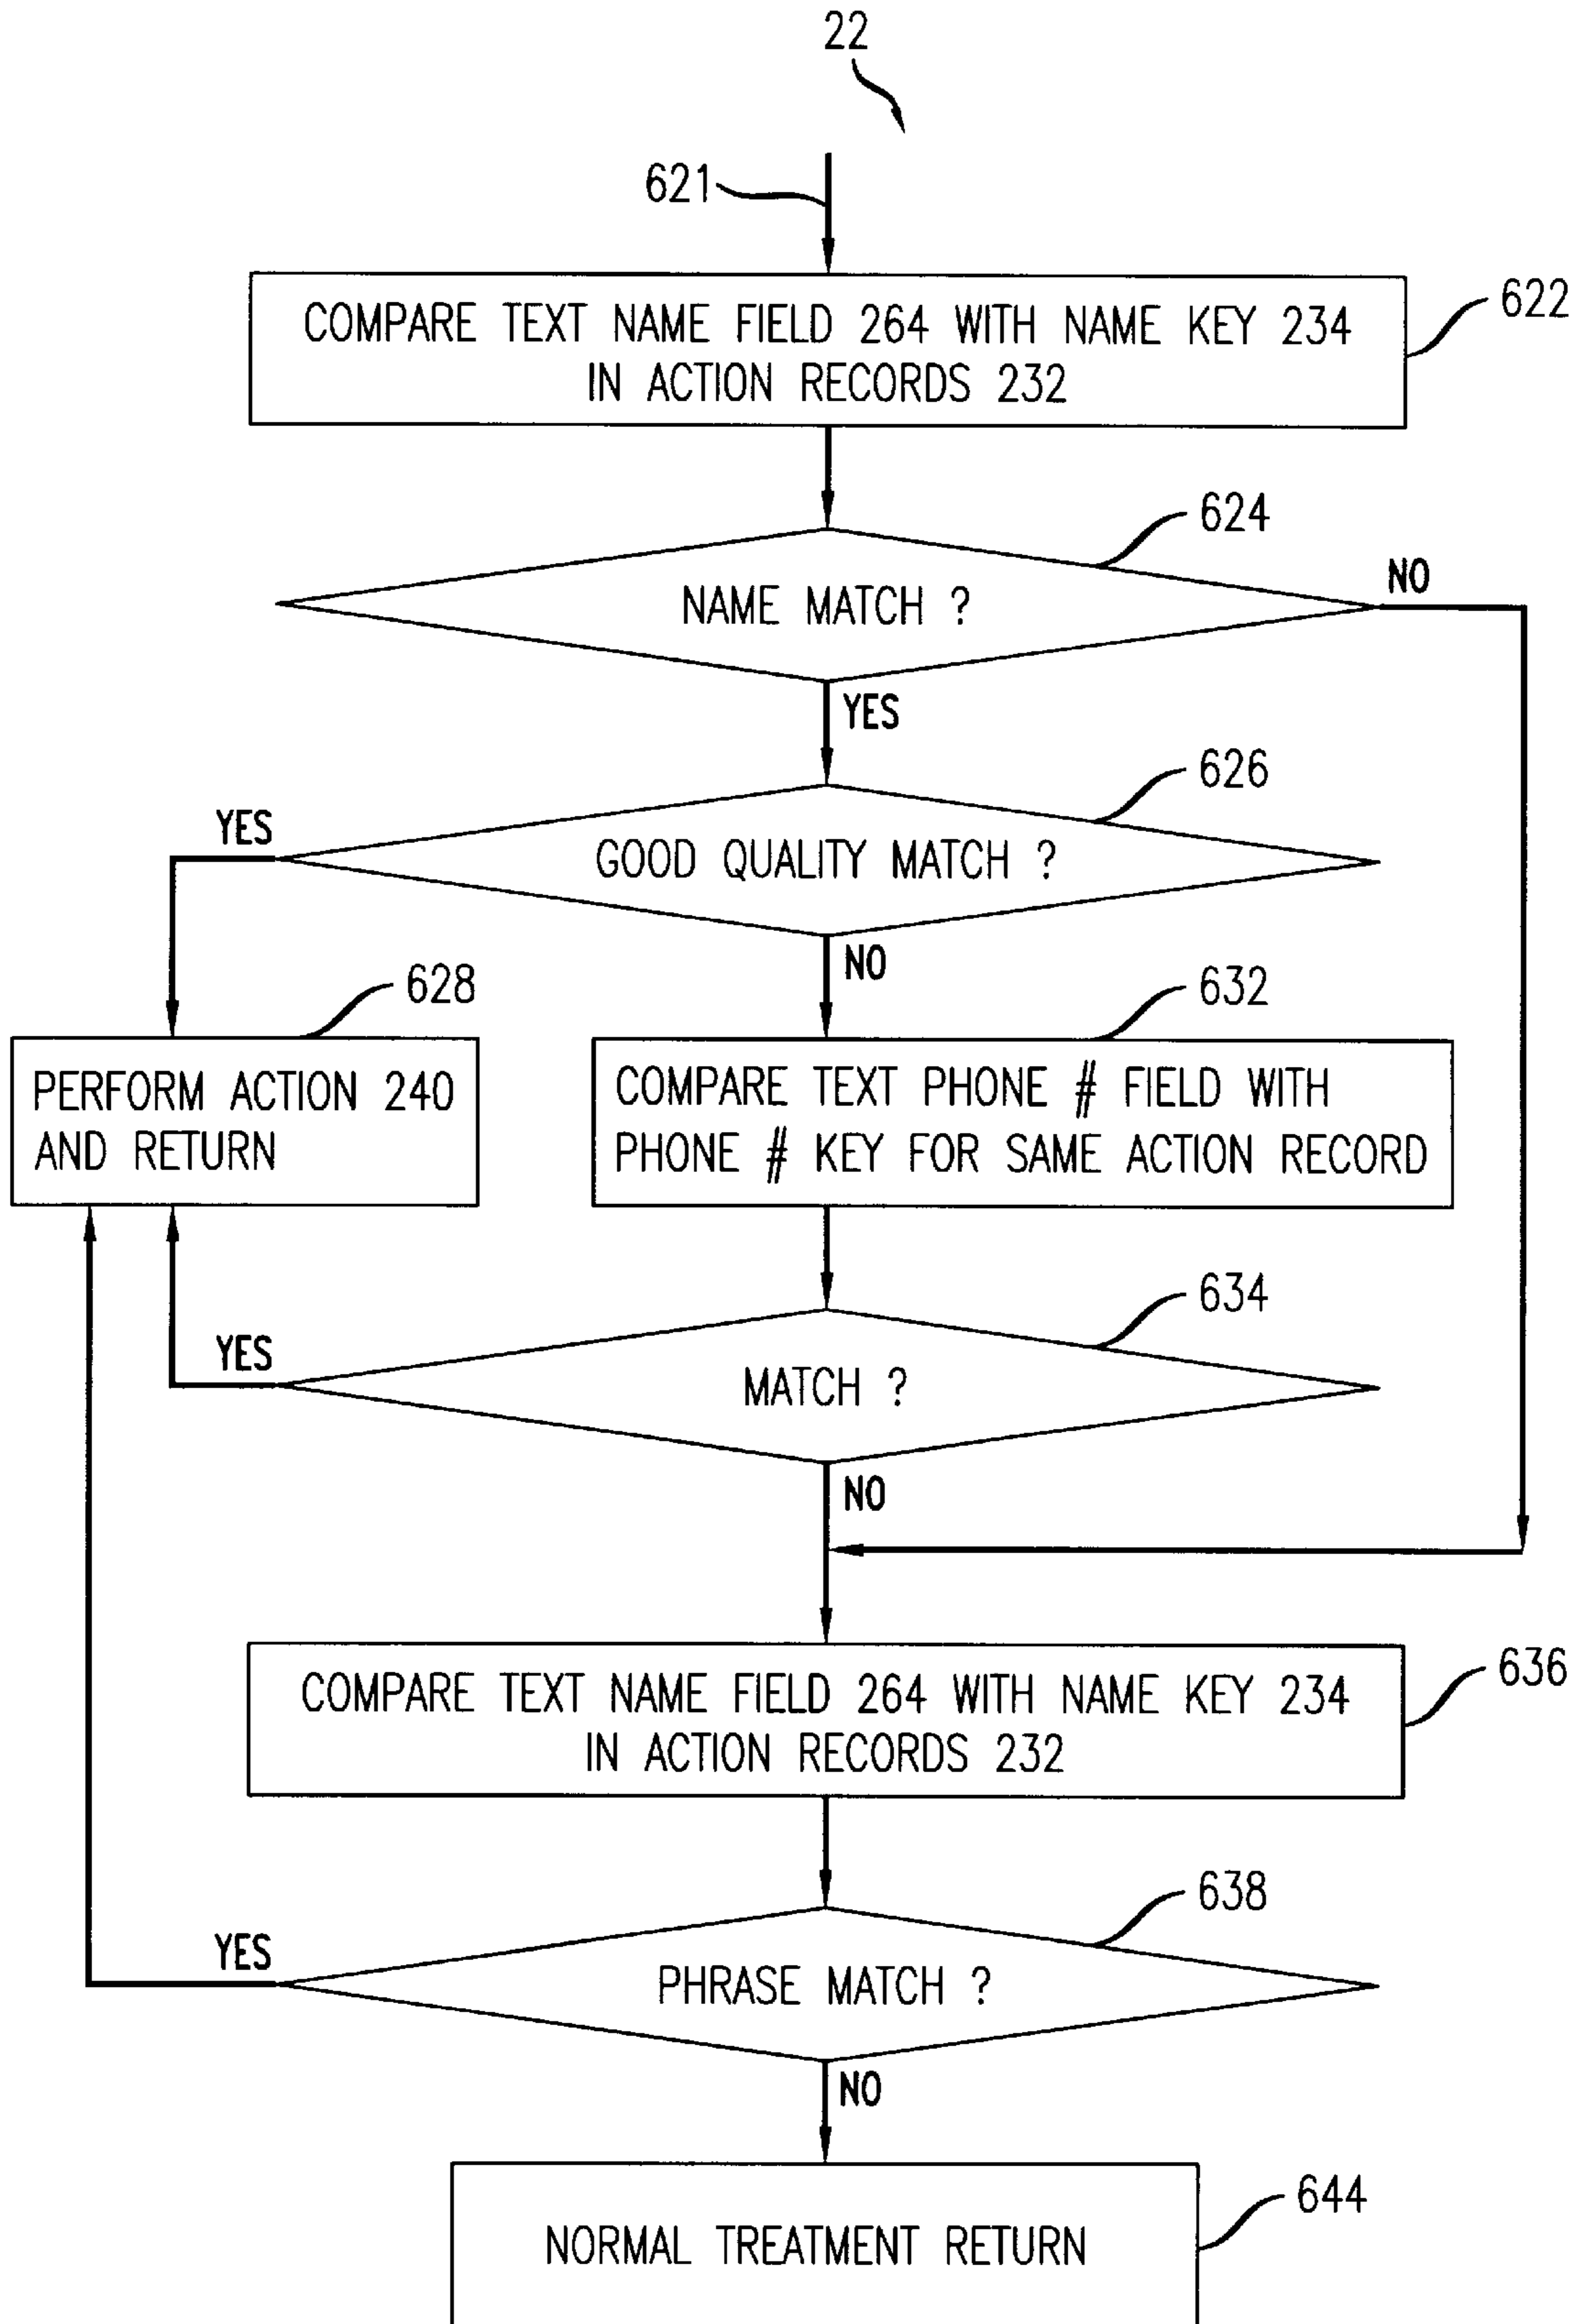 22
621
COMPARE TEXT NAME FIELD 264 WITH NAME KEY 234
IN ACTION RECORDS 232
622
624
NAME MATCH ?
NO
YES
626
YES
GOOD QUALITY MATCH ?
NO
628
632
PERFORM ACTION 240
AND RETURN
COMPARE TEXT PHONE # FIELD WITH
PHONE # KEY FOR SAME ACTION RECORD
634
YES
MATCH ?
NO
COMPARE TEXT NAME FIELD 264 WITH NAME KEY 234
IN ACTION RECORDS 232
636
638
YES
PHRASE MATCH ?
NO
644
NORMAL TREATMENT RETURN